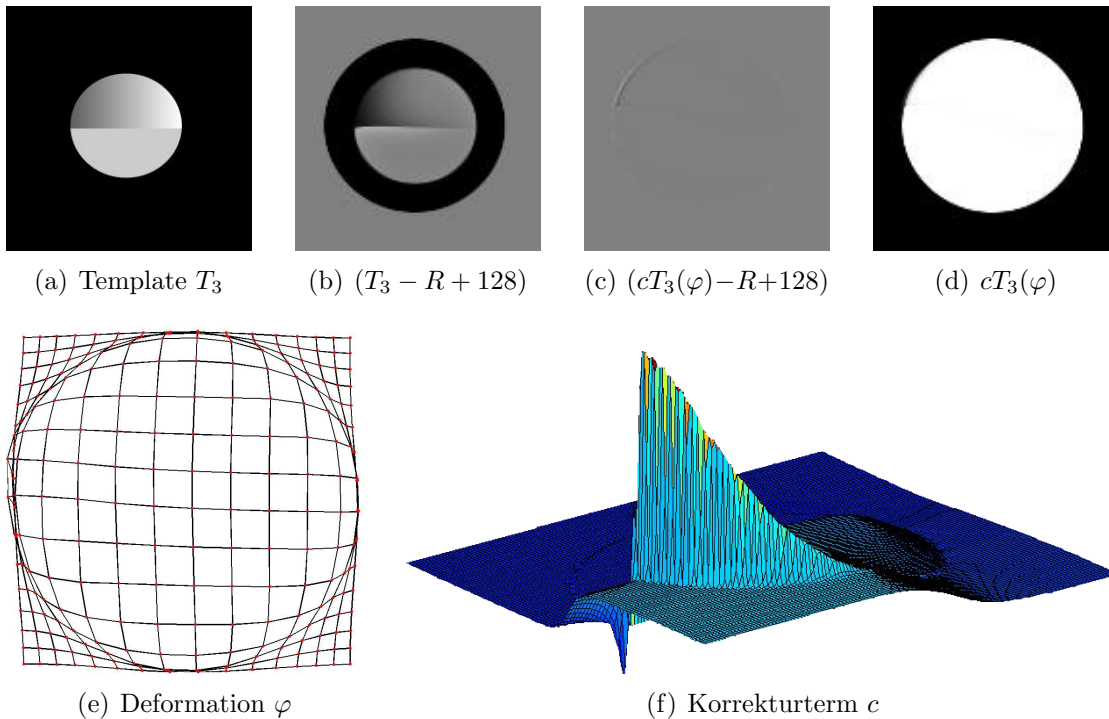 (a) Template T₃
(b) (T₃ − R + 128)
(c) (cT₃(φ)−R+128)
(d) cT₃(φ)
(e) Deformation φ
(f) Korrekturterm c